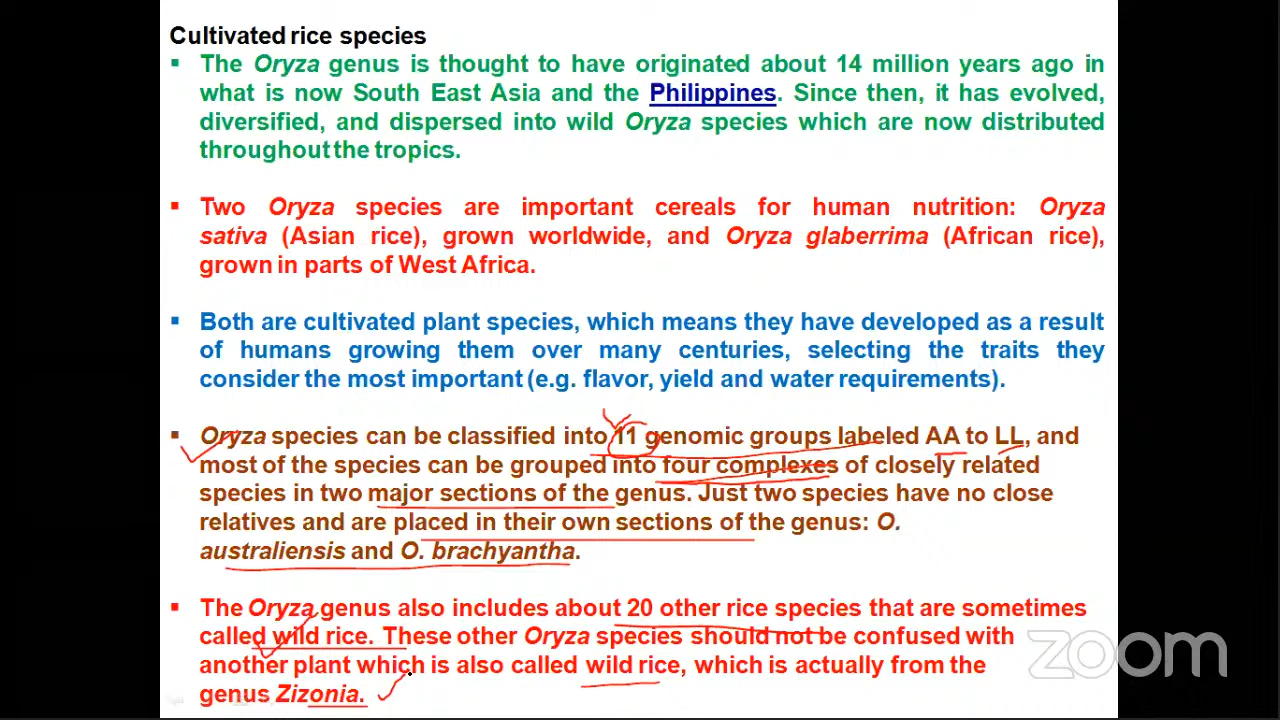 Cultivated rice species
▪ The Oryza genus is thought to have originated about 14 million years ago in
what is now South East Asia and the Philippines. Since then, it has evolved,
diversified, and dispersed into wild Oryza species which are now distributed
throughout the tropics.
▪ Two Oryza species are important cereals for human nutrition: Oryza
sativa (Asian rice), grown worldwide, and Oryza glaberrima (African rice),
grown in parts of West Africa.
▪ Both are cultivated plant species, which means they have developed as a result
of humans growing them over many centuries, selecting the traits they
consider the most important (e.g. flavor, yield and water requirements).
▪ Oryza species can be classified into 11 genomic groups labeled AA to LL, and
most of the species can be grouped into four complexes of closely related
species in two major sections of the genus. Just two species have no close
relatives and are placed in their own sections of the genus: O.
australiensis and O. brachyantha.
▪ The Oryza genus also includes about 20 other rice species that are sometimes
called wild rice. These other Oryza species should not be confused with
another plant which is also called wild rice, which is actually from the
genus Zizonia.
zoom